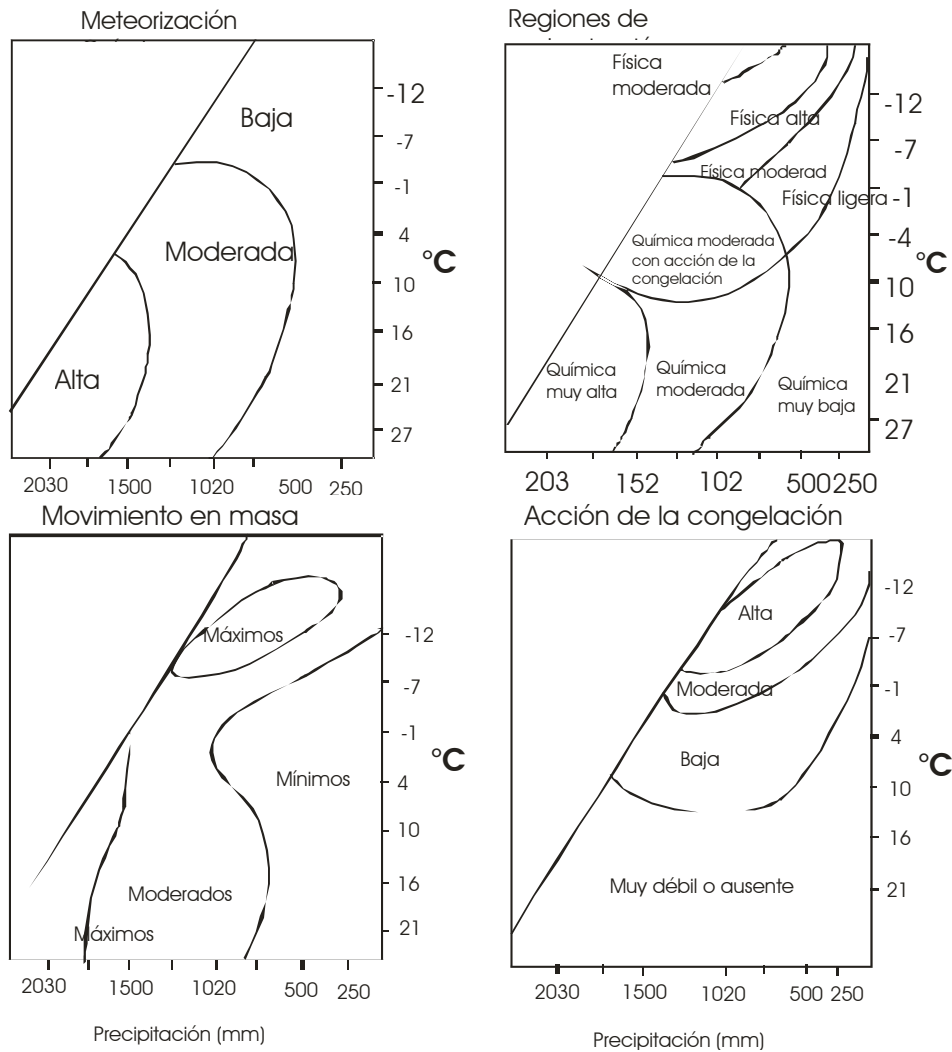 Meteorización
Baja
Moderada
Alta
-12
-7
-1
4
10
16
21
27
°C
2030
1500
1020
500
250
Regiones de
Física
moderada
Física alta
Física moderad
Física ligera
Química moderada
con acción de la
congelación
Química
muy alta
Química
moderada
Química
muy baja
-12
-7
-1
-4
10
16
21
27
°C
203
152
102
500
250
Movimiento en masa
Máximos
Mínimos
Moderados
Máximos
-12
-7
-1
4
10
16
21
°C
2030
1500
1020
500
250
Precipitación (mm)
Acción de la congelación
Alta
Moderada
Baja
Muy débil o ausente
-12
-7
-1
4
10
16
21
°C
2030
1500
1020
500
250
Precipitación (mm)